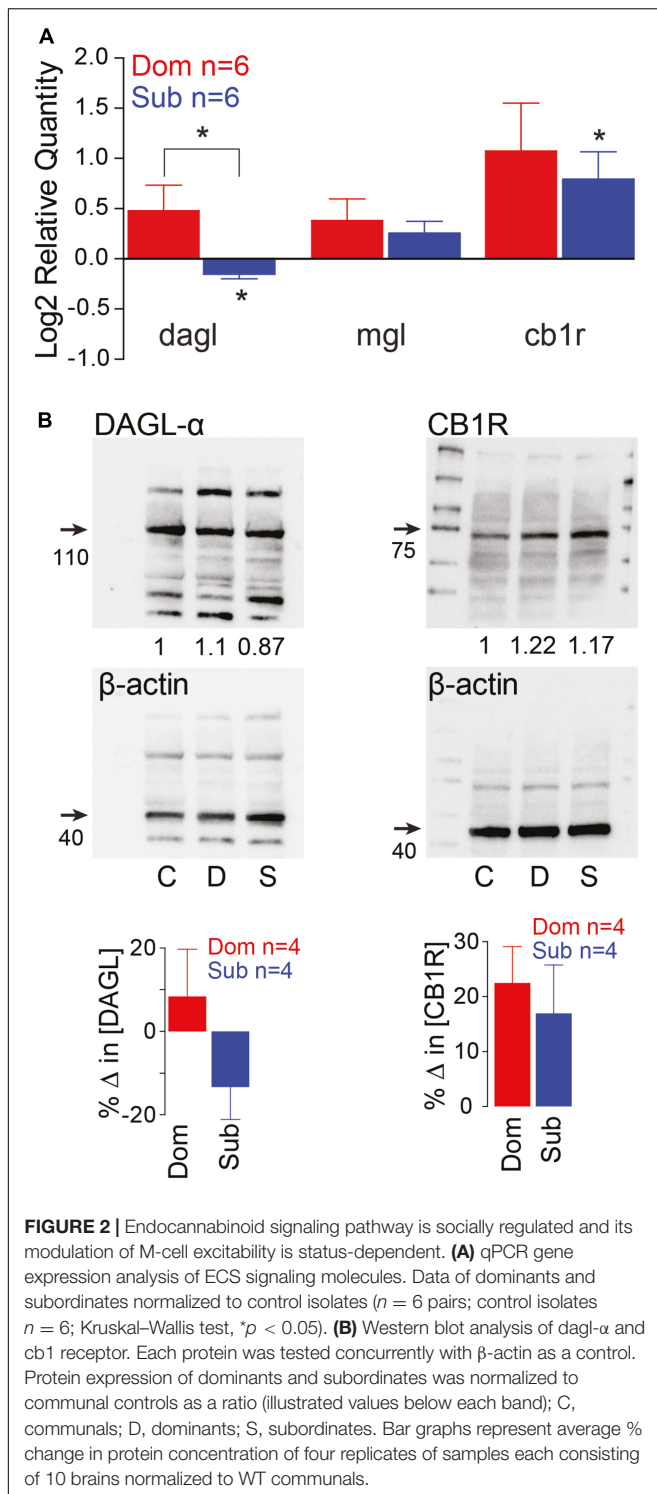 A
Log2 Relative Quantity
2.0
1.5
1.0
0.5
0.0
-0.5
-1.0
Dom n=6
Sub n=6
*
*
*
dagl
mgl
cb1r
B
DAGL-α
110
1 1.1 0.87
β-actin
40
C D S
CB1R
75
1 1.22 1.17
β-actin
40
C D S
% Δ in [DAGL]
20
0
-20
Dom n=4
Sub n=4
Dom
Sub
% Δ in [CB1R]
30
20
10
0
Dom n=4
Sub n=4
Dom
Sub
FIGURE 2 | Endocannabinoid signaling pathway is socially regulated and its
modulation of M-cell excitability is status-dependent. (A) qPCR gene
expression analysis of ECS signaling molecules. Data of dominants and
subordinates normalized to control isolates (n = 6 pairs; control isolates
n = 6; Kruskal–Wallis test, *p < 0.05). (B) Western blot analysis of dagl-α and
cb1 receptor. Each protein was tested concurrently with β-actin as a control.
Protein expression of dominants and subordinates was normalized to
communal controls as a ratio (illustrated values below each band); C,
communals; D, dominants; S, subordinates. Bar graphs represent average %
change in protein concentration of four replicates of samples each consisting
of 10 brains normalized to WT communals.